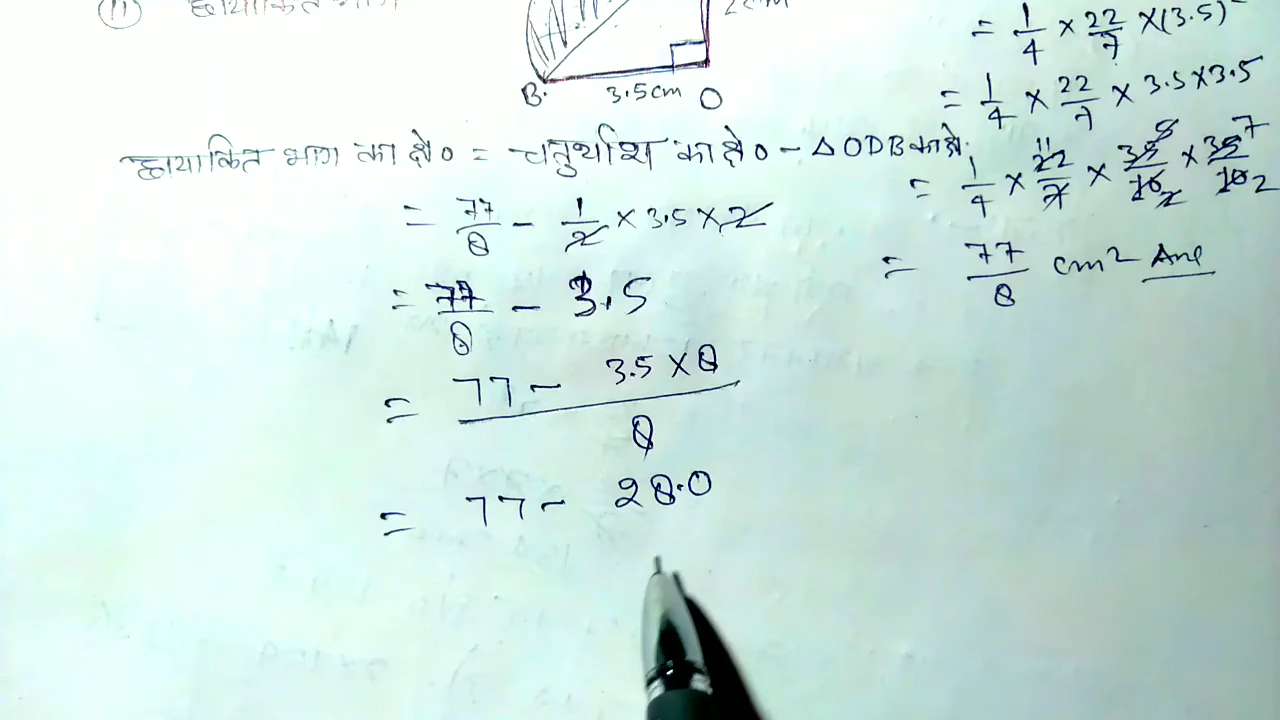 (ii) छायांकित भाग
2cm
B. 3.5cm O
छायाकित भाग का क्षे० = चतुर्थांश का क्षे० - △ODB का क्षे.
= 77/8 - 1/2 × 3.5 × 2
= 77/8 - 3.5
= 77 - 3.5 × 8 / 8
= 77 - 28.0
= 1/4 × 22/7 × (3.5)²
= 1/4 × 22/7 × 3.5 × 3.5
= 1/4 × 22/7 × 35/10 × 35/10
= 77/8 cm² Ans